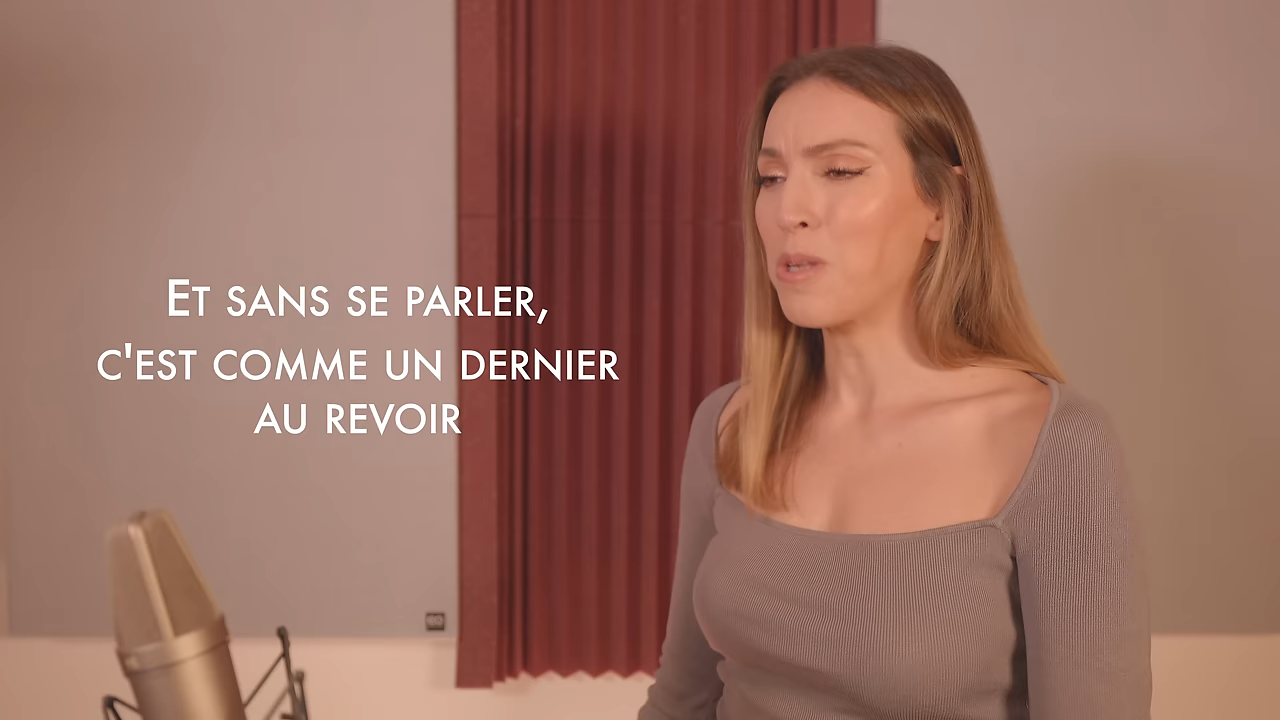 Et sans se parler,
c'est comme un dernier
au revoir